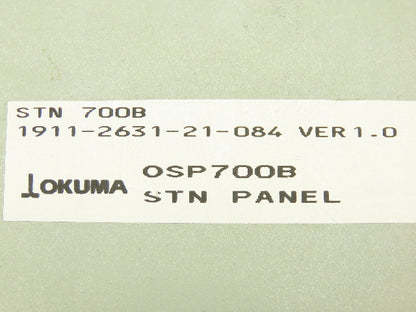 STN 700B
1911-2631-21-084 VER1.0
OKUMA
OSP700B
STN PANEL